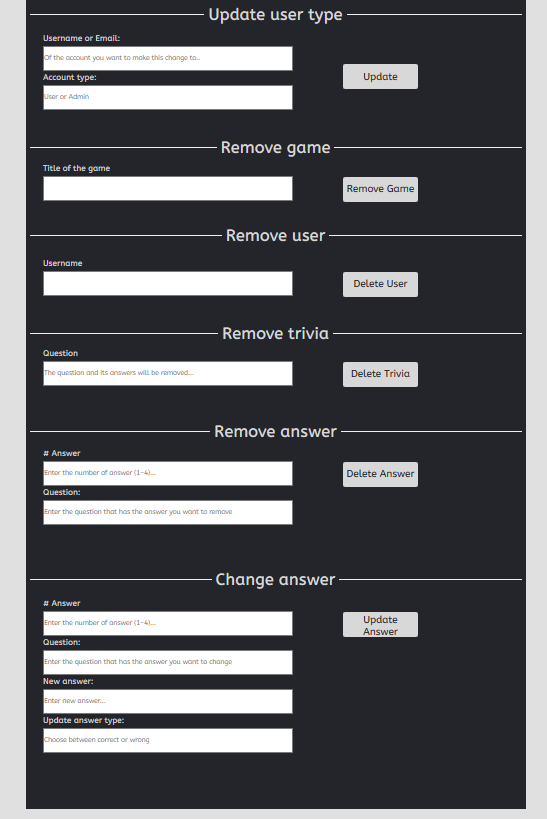 Update user type
Username or Email:
Of the account you want to make this change to..
Update
Account type:
User or Admin
Remove game
Title of the game
Remove Game
Remove user
Username
Delete User
Remove trivia
Question
The question and its answers will be removed...
Delete Trivia
Remove answer
# Answer
Enter the number of answer (1-4)...
Delete Answer
Question:
Enter the question that has the answer you want to remove
Change answer
# Answer
Enter the number of answer (1-4)...
Update
Answer
Question:
Enter the question that has the answer you want to change
New answer:
Enter new answer...
Update answer type:
Choose between correct or wrong